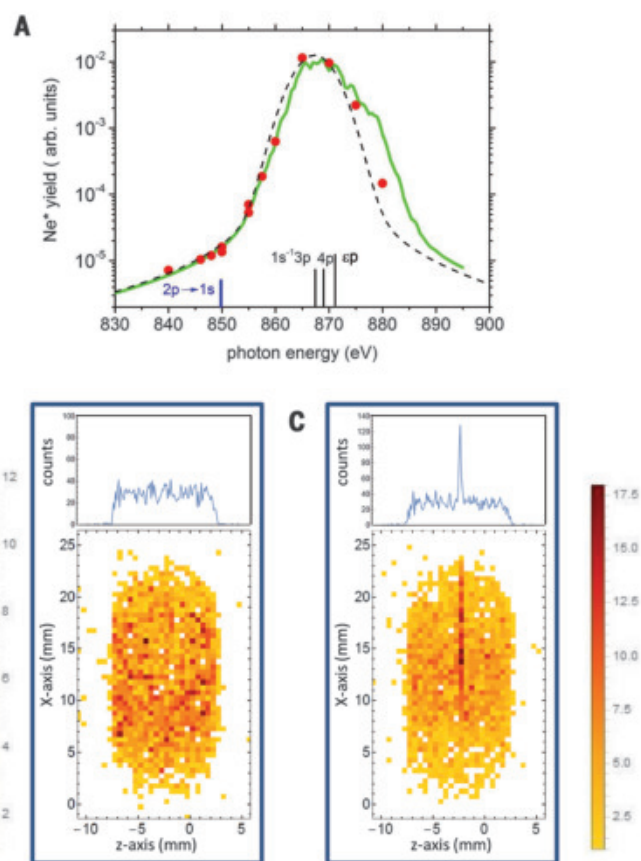 A
Ne⁺ yield ( arb. units)
10⁻²
10⁻³
10⁻⁴
10⁻⁵
1s⁻¹3p 4p εp
2p→1s
830 840 850 860 870 880 890 900
photon energy (eV)
12
10
8
6
4
2
counts
100
80
60
40
20
0
X-axis (mm)
25
20
15
10
5
0
−10 −5 0 5
z-axis (mm)
C
counts
140
120
100
80
60
40
20
0
X-axis (mm)
25
20
15
10
5
0
−10 −5 0 5
z-axis (mm)
17.5
15.0
12.5
10.0
7.5
5.0
2.5